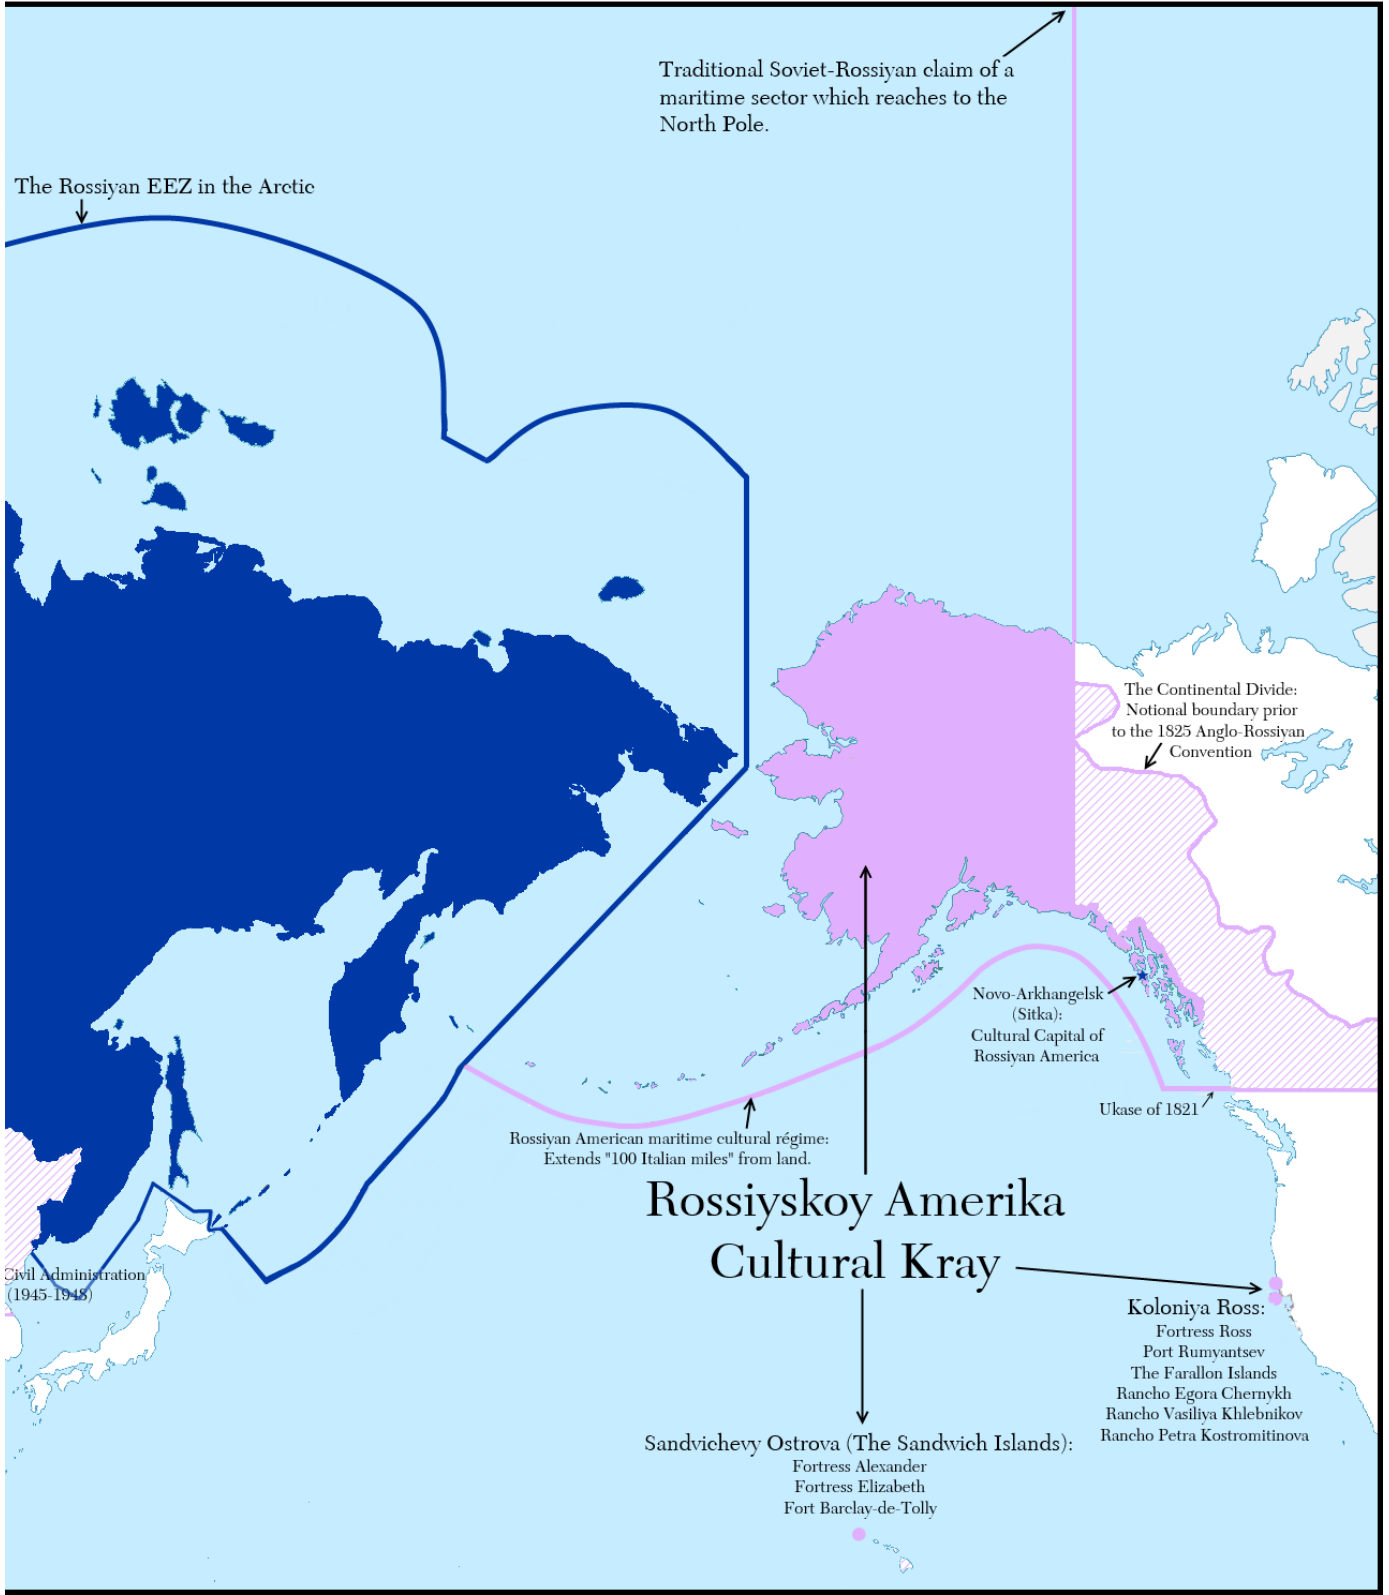 Traditional Soviet-Rossiyan claim of a
maritime sector which reaches to the
North Pole.
The Rossiyan EEZ in the Arctic
The Continental Divide:
Notional boundary prior
to the 1825 Anglo-Rossiyan
Convention
Novo-Arkhangelsk
(Sitka):
Cultural Capital of
Rossiyan America
Ukase of 1821
Rossiyan American maritime cultural régime:
Extends "100 Italian miles" from land.
Rossiyskoy Amerika
Cultural Kray
Civil Administration
(1945-1948)
Koloniya Ross:
Fortress Ross
Port Rumyantsev
The Farallon Islands
Rancho Egora Chernykh
Rancho Vasiliya Khlebnikov
Rancho Petra Kostromitinova
Sandvichevy Ostrova (The Sandwich Islands):
Fortress Alexander
Fortress Elizabeth
Fort Barclay-de-Tolly